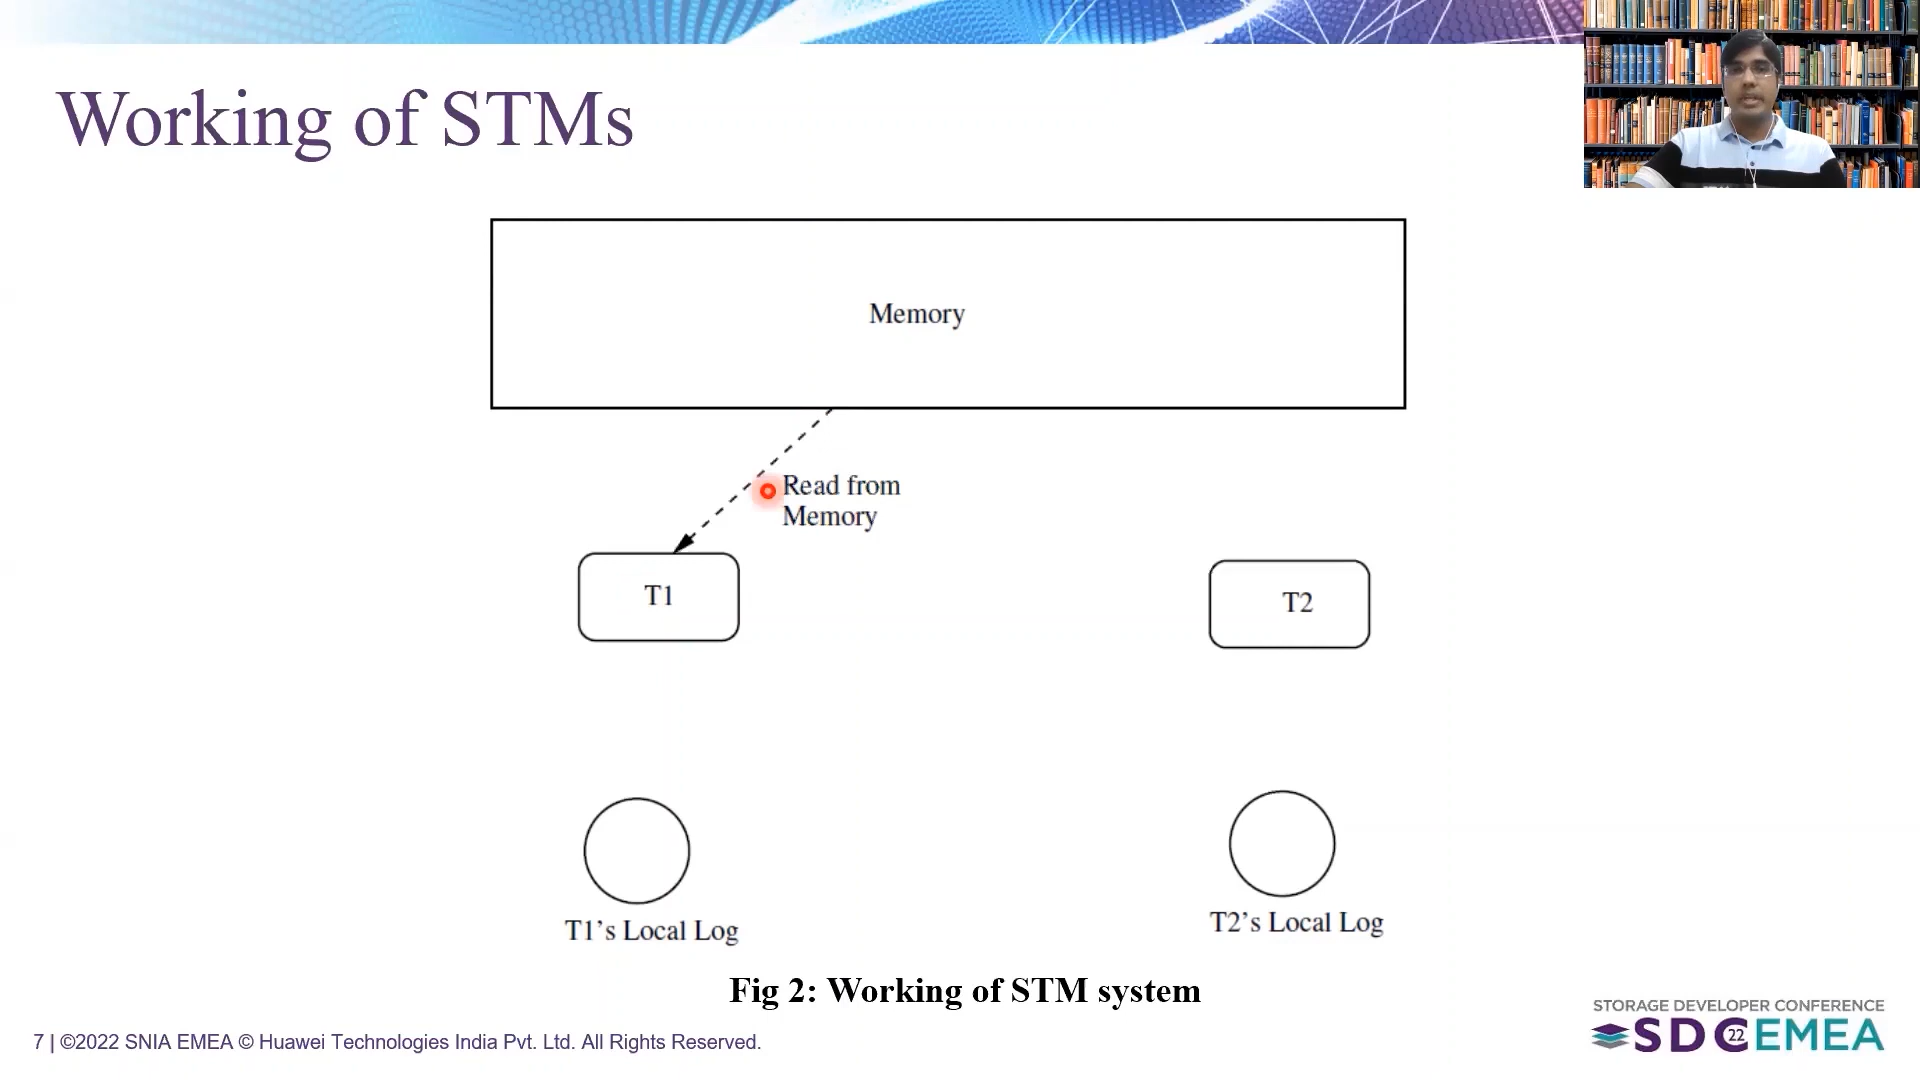 Working of STMs
Memory
Read from
Memory
T1
T2
T1’s Local Log
T2’s Local Log
Fig 2: Working of STM system
7 | ©2022 SNIA EMEA © Huawei Technologies India Pvt. Ltd. All Rights Reserved.
STORAGE DEVELOPER CONFERENCE
SDC 22 EMEA